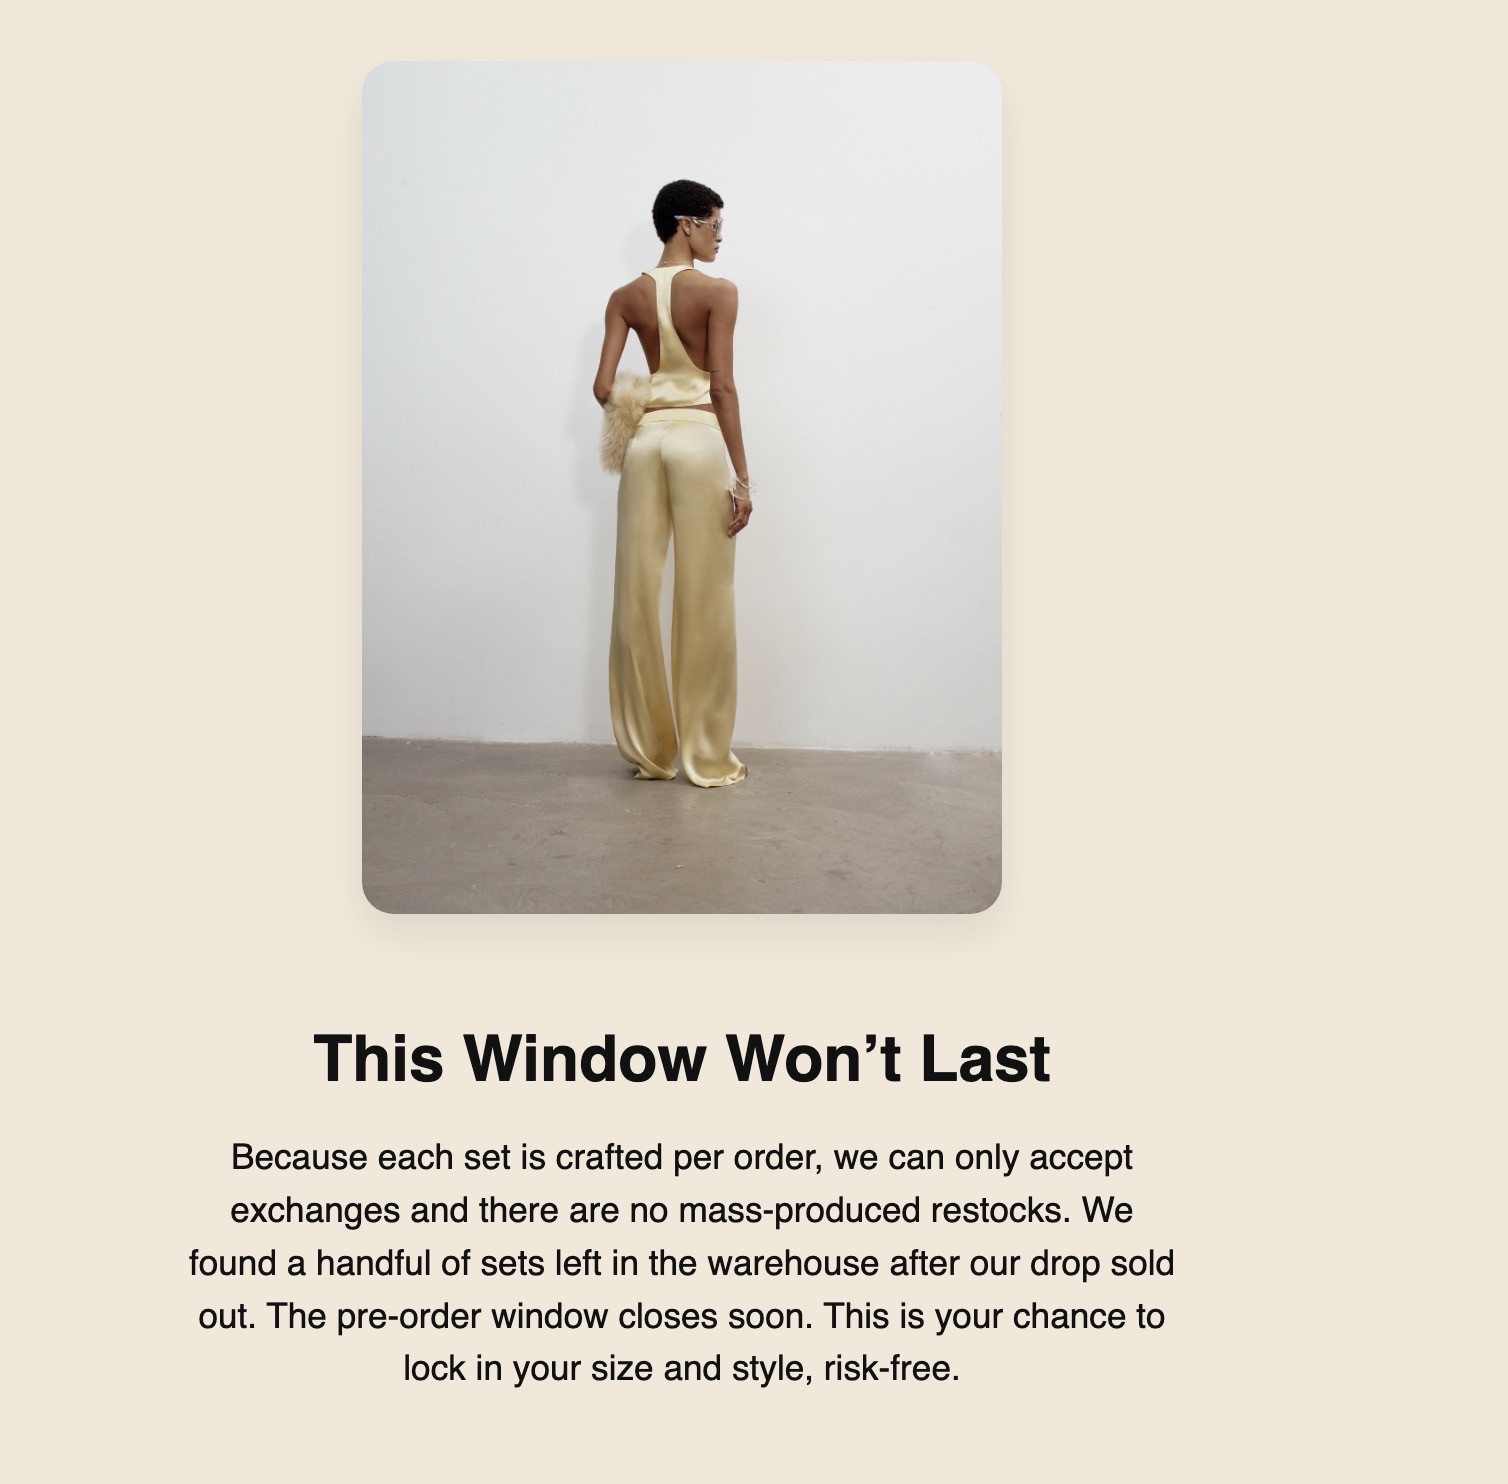 This Window Won’t Last
Because each set is crafted per order, we can only accept
exchanges and there are no mass-produced restocks. We
found a handful of sets left in the warehouse after our drop sold
out. The pre-order window closes soon. This is your chance to
lock in your size and style, risk-free.